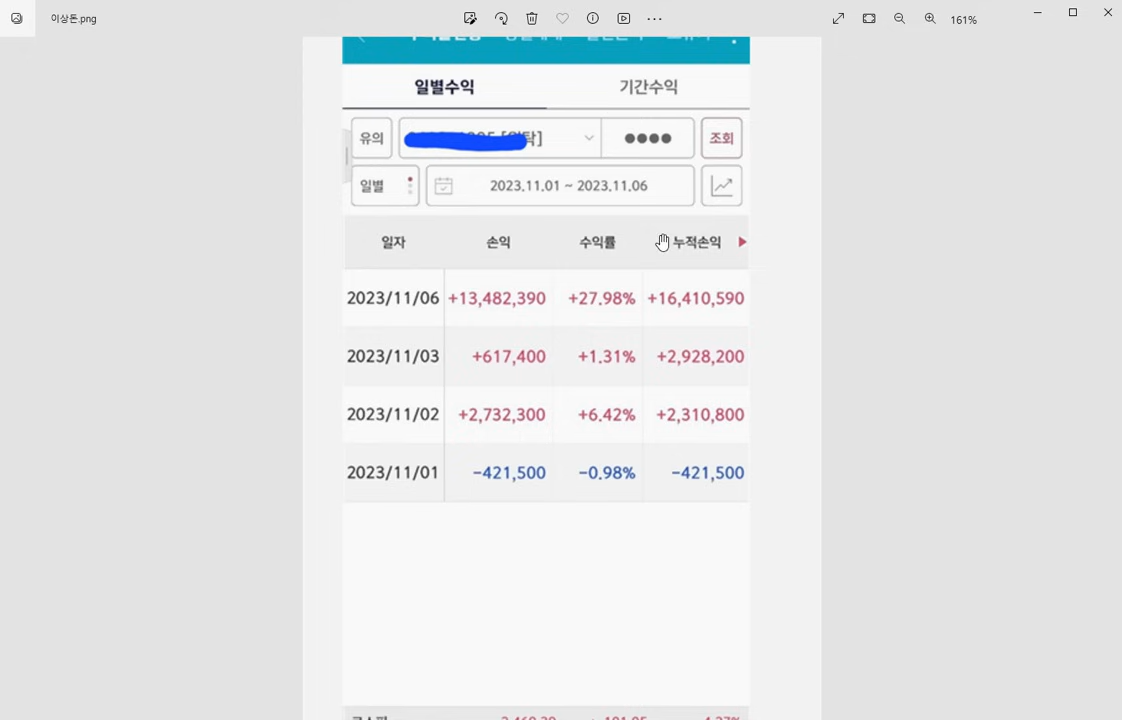 이상돈.png
161%
일별수익 기간수익
유의 탁] ●●●● 조회
일별 2023.11.01 ~ 2023.11.06
일자 손익 수익률 누적손익
2023/11/06 +13,482,390 +27.98% +16,410,590
2023/11/03 +617,400 +1.31% +2,928,200
2023/11/02 +2,732,300 +6.42% +2,310,800
2023/11/01 -421,500 -0.98% -421,500